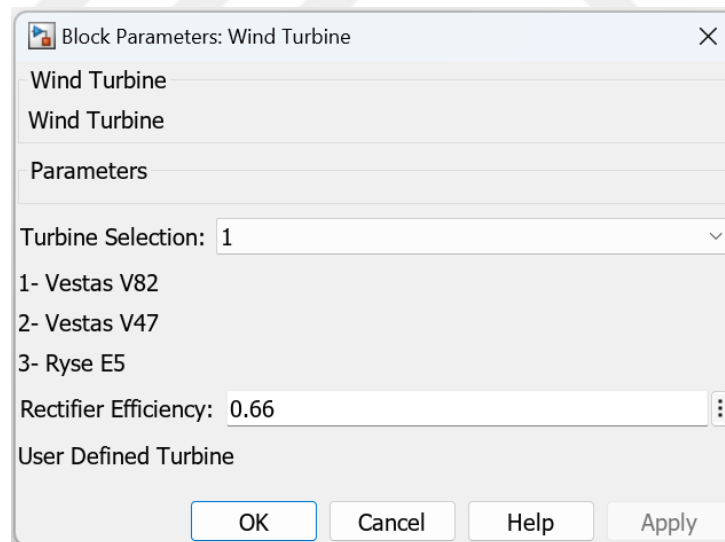 Block Parameters: Wind Turbine
Wind Turbine
Wind Turbine
Parameters
Turbine Selection: 1
1- Vestas V82
2- Vestas V47
3- Ryse E5
Rectifier Efficiency: 0.66
User Defined Turbine
OK Cancel Help Apply